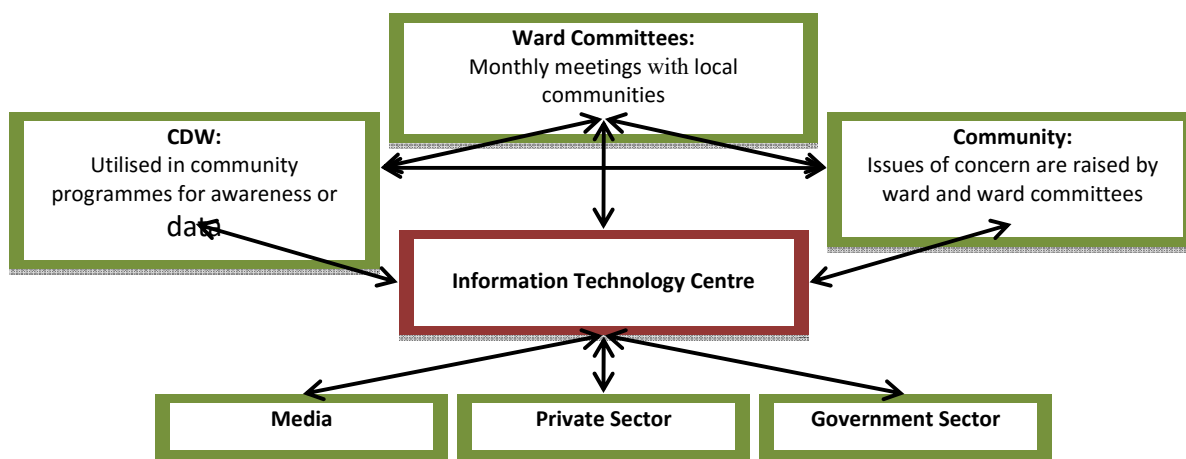 Ward Committees:
Monthly meetings with local
communities
CDW:
Utilised in community
programmes for awareness or
data
Community:
Issues of concern are raised by
ward and ward committees
Information Technology Centre
Media
Private Sector
Government Sector